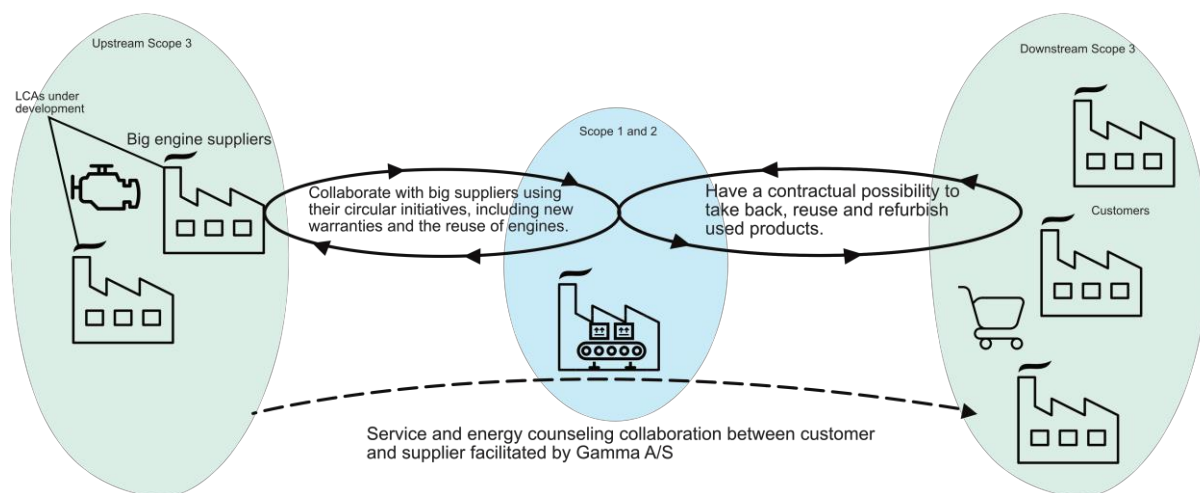 Upstream Scope 3
LCAs under
development
Big engine suppliers
Collaborate with big suppliers using
their circular initiatives, including new
warranties and the reuse of engines.
Scope 1 and 2
Have a contractual possibility to
take back, reuse and refurbish
used products.
Downstream Scope 3
Customers
Service and energy counseling collaboration between customer
and supplier facilitated by Gamma A/S